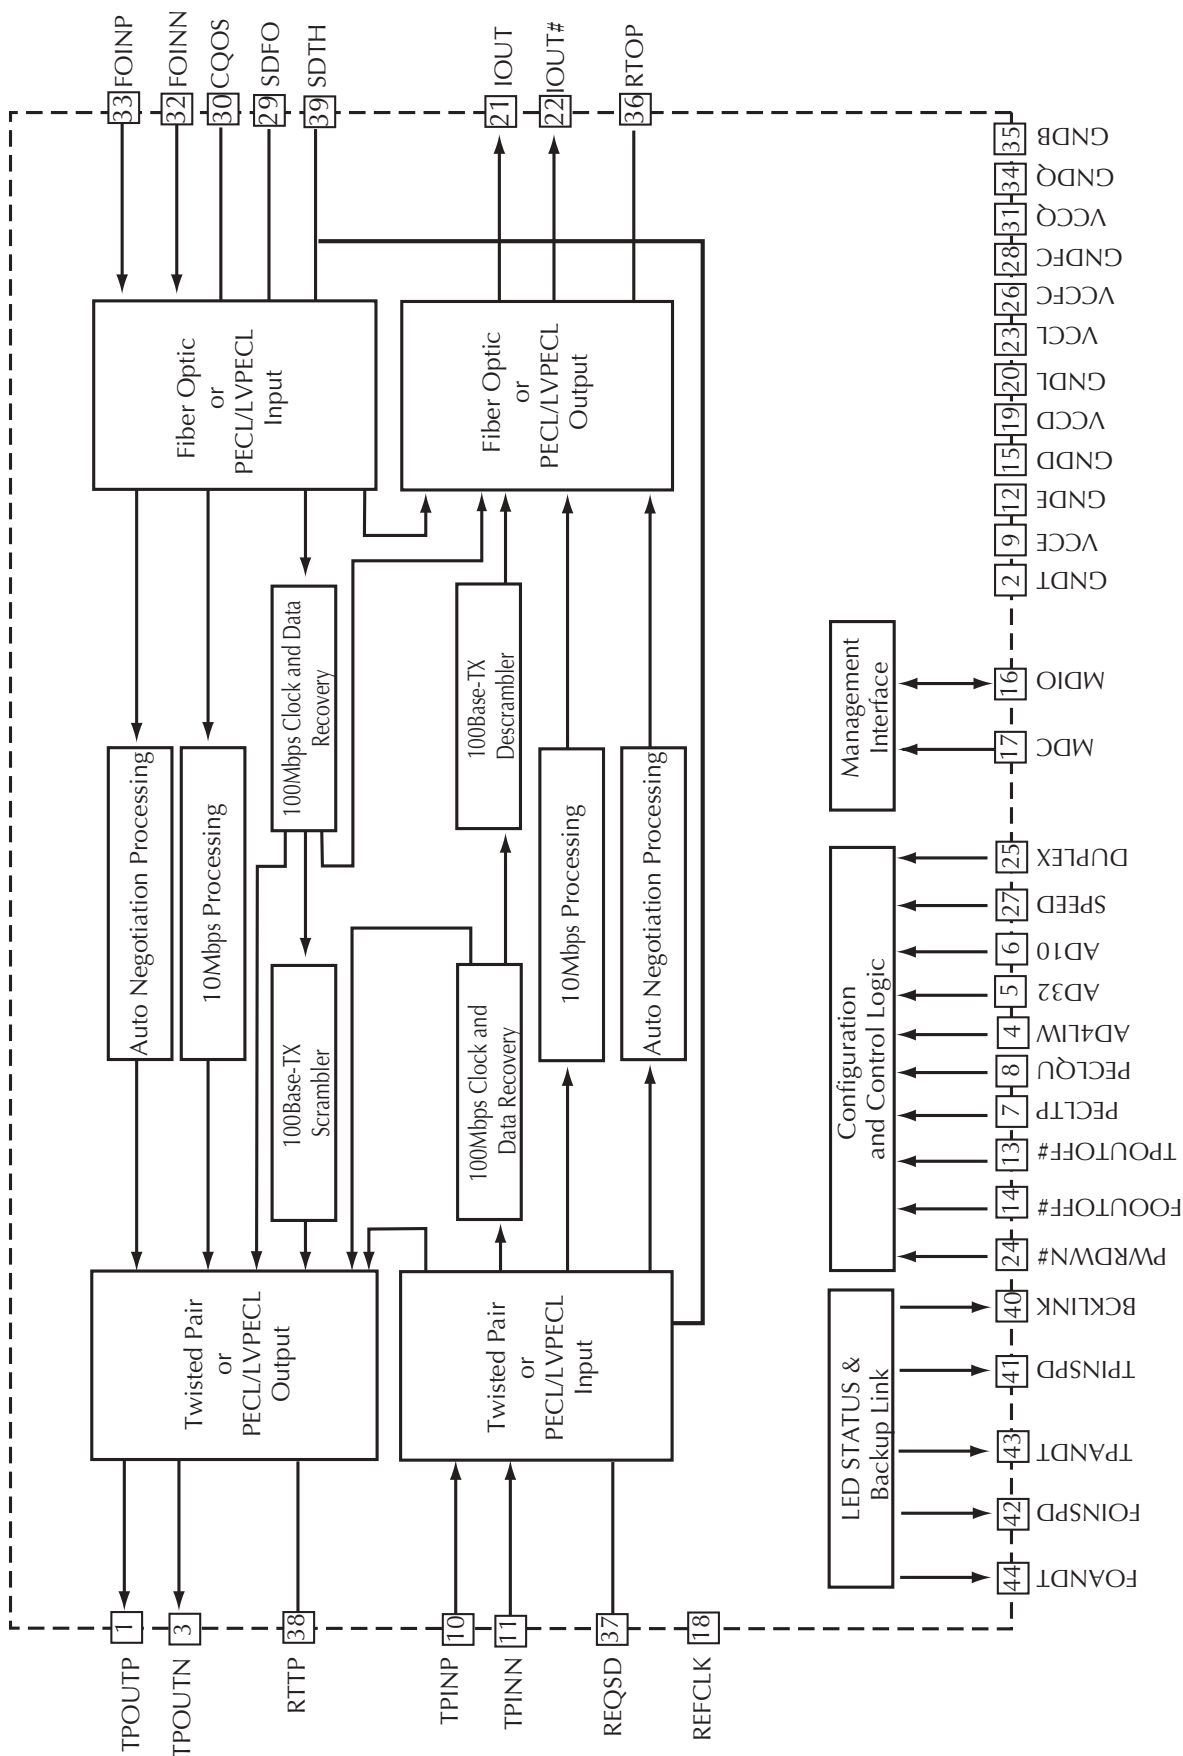 TPOUTP
1
TPOUTN
3
RTTP
38
TPINP
10
TPINN
11
REQSD
37
REFCLK
18
Twisted Pair
or
PECL/LVPECL
Output
Auto Negotiation Processing
10Mbps Processing
100Base-TX
Scrambler
100Mbps Clock and Data
Recovery
Fiber Optic
or
PECL/LVPECL
Input
33
FOINP
32
FOINN
30
CQOS
29
SDFO
39
SDTH
Twisted Pair
or
PECL/LVPECL
Input
100Mbps Clock and
Data Recovery
100Base-TX
Descrambler
10Mbps Processing
Auto Negotiation Processing
Fiber Optic
or
PECL/LVPECL
Output
21
IOUT
22
IOUT#
36
RTOP
LED STATUS &
Backup Link
Configuration
and Control Logic
Management
Interface
44
FOANDT
42
FOINSPD
43
TPANDT
41
TPINSPD
40
BCKLINK
24
PWRDWN#
14
FOOUTOFF#
13
TPOUTOFF#
7
PECLTP
8
PECLQU
4
AD4LIW
5
AD32
6
AD10
27
SPEED
25
DUPLEX
17
MDC
16
MDIO
2
GNDT
9
VCCE
12
GNDE
15
GNDD
19
VCCD
20
GNDL
23
VCCL
26
VCCFC
28
GNDFC
31
VCCQ
34
GNDQ
35
GNDB